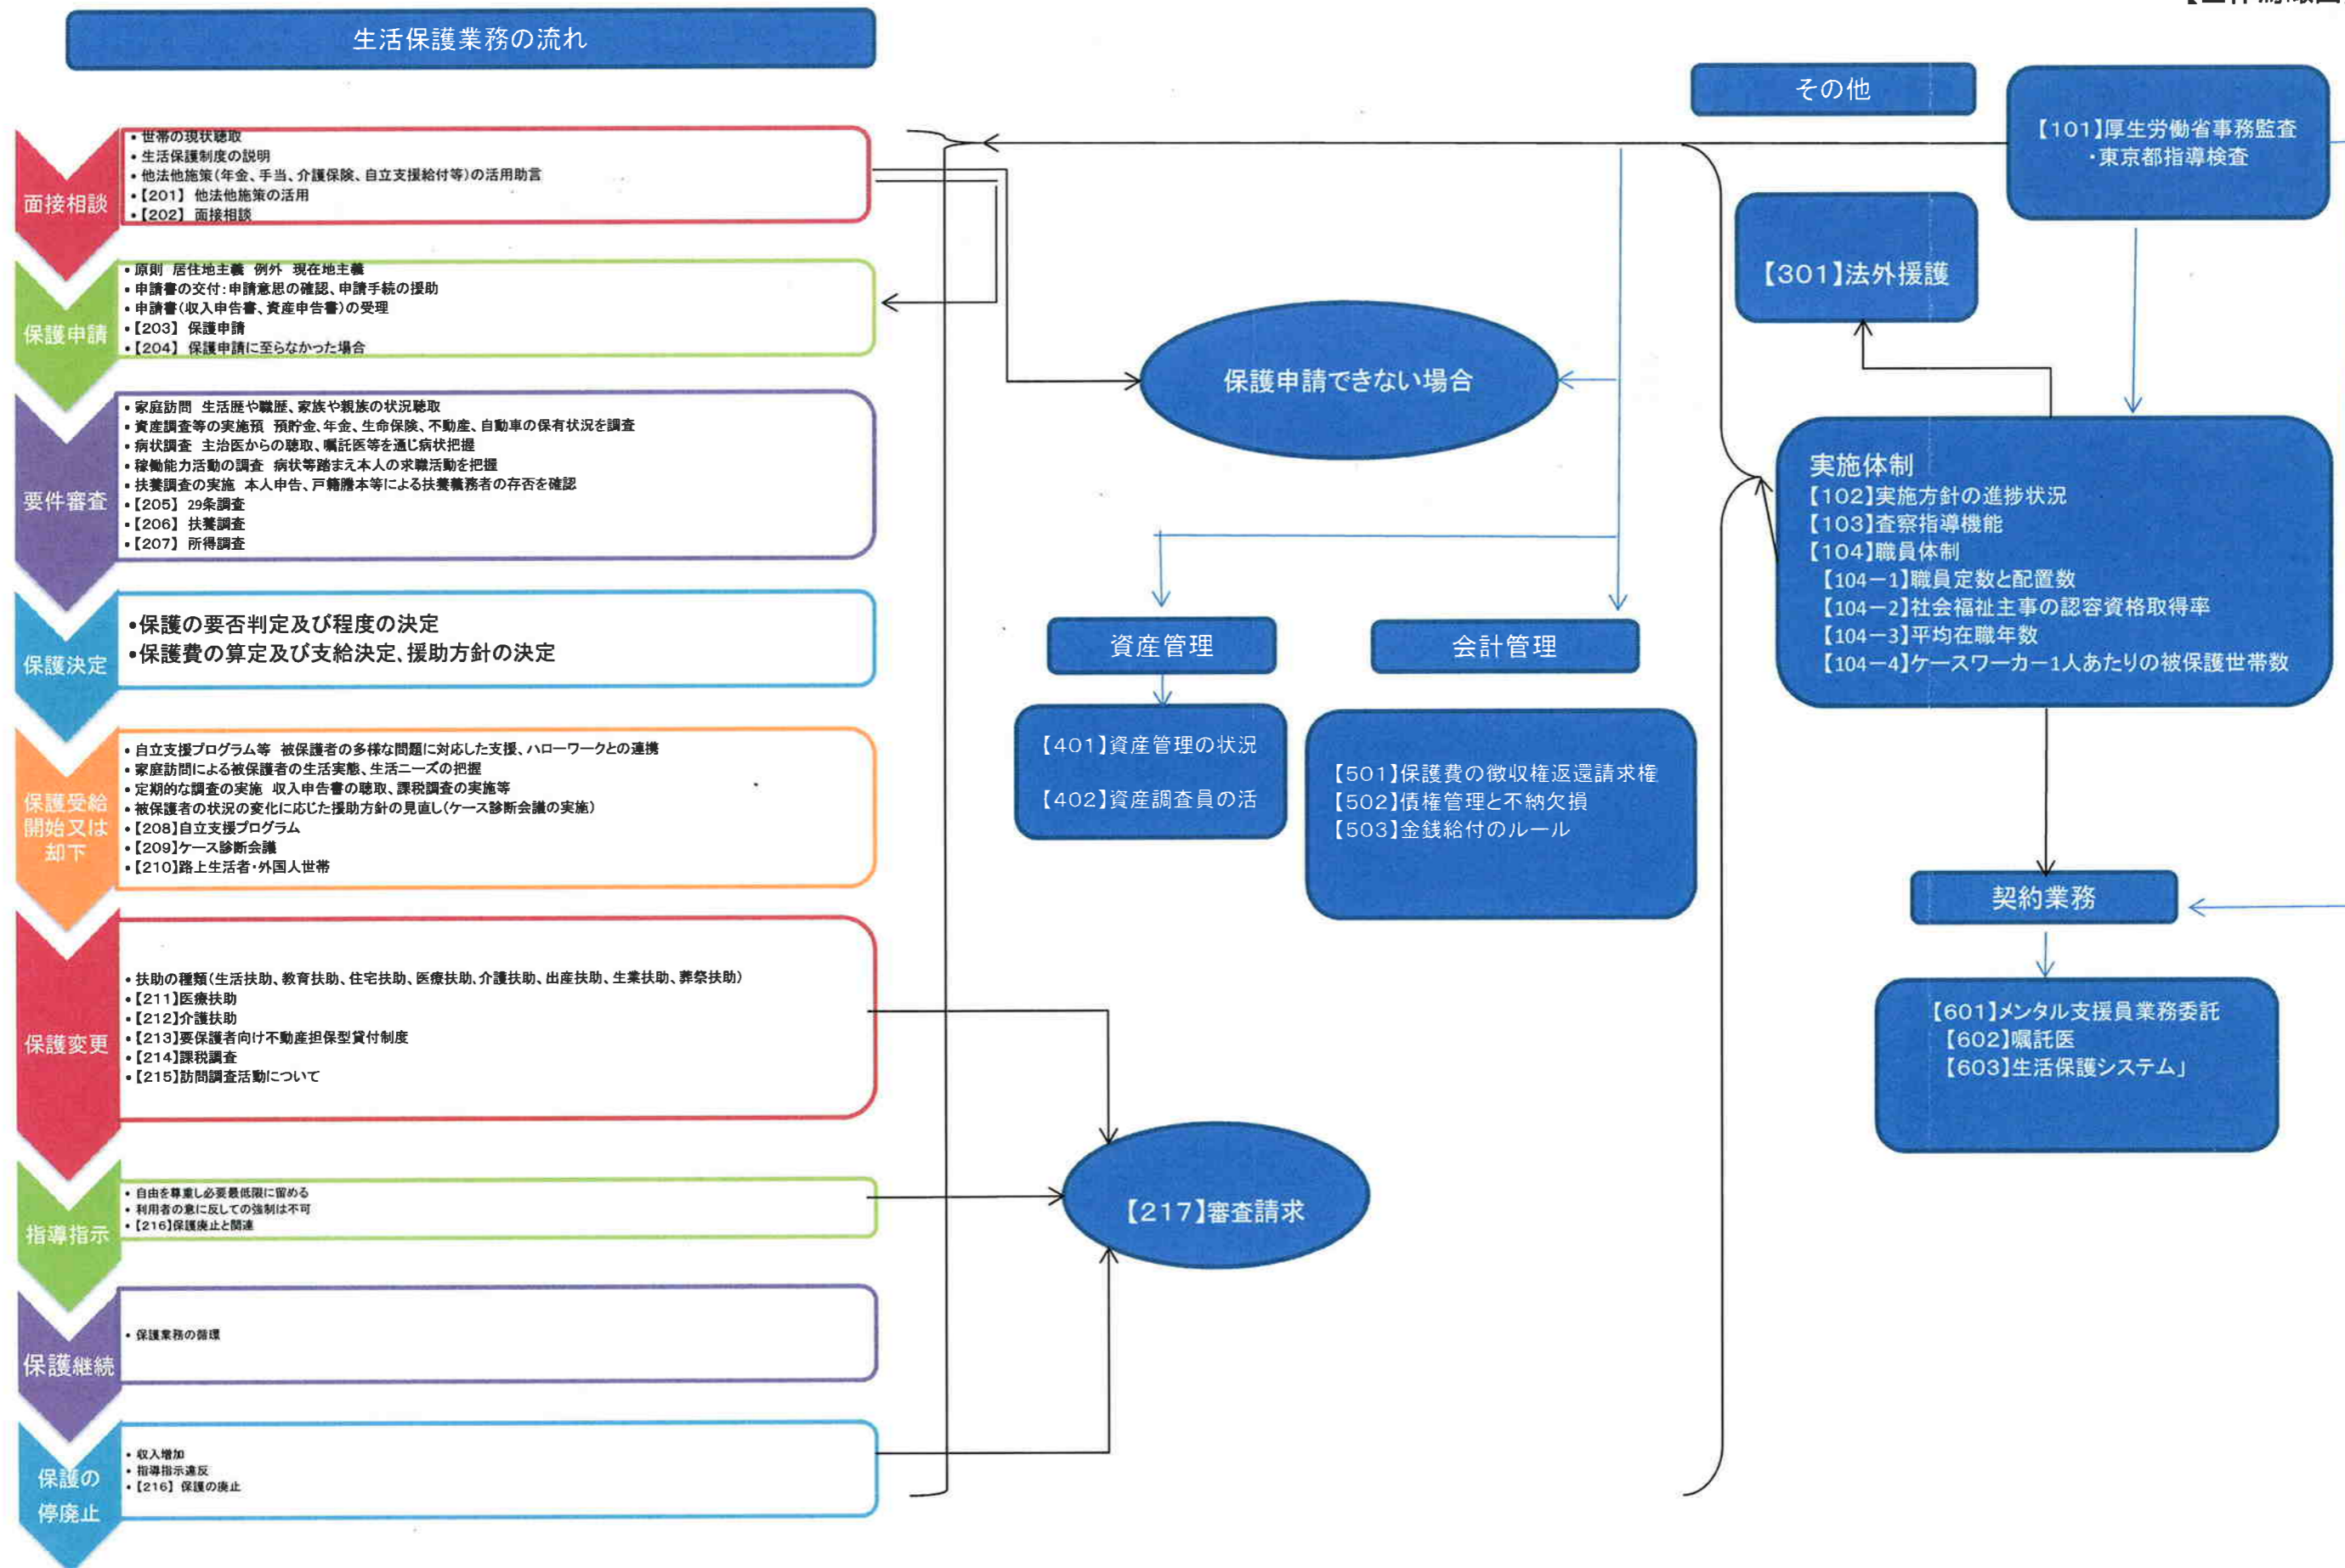 生活保護業務の流れ
面接相談
• 世帯の現状聴取
• 生活保護制度の説明
• 他法他施策(年金、手当、介護保険、自立支援給付等)の活用助言
•【201】 他法他施策の活用
•【202】 面接相談
保護申請
• 原則 居住地主義 例外 現在地主義
• 申請書の交付:申請意思の確認、申請手続の援助
• 申請書(収入申告書、資産申告書)の受理
•【203】 保護申請
•【204】 保護申請に至らなかった場合
要件審査
• 家庭訪問 生活歴や職歴、家族や親族の状況聴取
• 資産調査等の実施預 預貯金、年金、生命保険、不動産、自動車の保有状況を調査
• 病状調査 主治医からの聴取、嘱託医等を通じ病状把握
• 稼働能力活動の調査 病状等踏まえ本人の求職活動を把握
• 扶養調査の実施 本人申告、戸籍謄本等による扶養義務者の存否を確認
•【205】 29条調査
•【206】 扶養調査
•【207】 所得調査
保護決定
•保護の要否判定及び程度の決定
•保護費の算定及び支給決定、援助方針の決定
保護受給
開始又は
却下
• 自立支援プログラム等 被保護者の多様な問題に対応した支援、ハローワークとの連携
• 家庭訪問による被保護者の生活実態、生活ニーズの把握
• 定期的な調査の実施 収入申告書の聴取、課税調査の実施等
• 被保護者の状況の変化に応じた援助方針の見直し(ケース診断会議の実施)
•【208】自立支援プログラム
•【209】ケース診断会議
•【210】路上生活者・外国人世帯
保護変更
• 扶助の種類(生活扶助、教育扶助、住宅扶助、医療扶助、介護扶助、出産扶助、生業扶助、葬祭扶助)
•【211】医療扶助
•【212】介護扶助
•【213】要保護者向け不動産担保型貸付制度
•【214】課税調査
•【215】訪問調査活動について
指導指示
• 自由を尊重し必要最低限に留める
• 利用者の意に反しての強制は不可
•【216】保護廃止と関連
保護継続
• 保護業務の循環
保護の
停廃止
• 収入増加
• 指導指示違反
•【216】 保護の廃止
保護申請できない場合
資産管理
【401】資産管理の状況
【402】資産調査員の活
会計管理
【501】保護費の徴収権返還請求権
【502】債権管理と不納欠損
【503】金銭給付のルール
【217】審査請求
その他
【101】厚生労働省事務監査
・東京都指導検査
【301】法外援護
実施体制
【102】実施方針の進捗状況
【103】査察指導機能
【104】職員体制
【104-1】職員定数と配置数
【104-2】社会福祉主事の認容資格取得率
【104-3】平均在職年数
【104-4】ケースワーカー1人あたりの被保護世帯数
契約業務
【601】メンタル支援員業務委託
【602】嘱託医
【603】生活保護システム」